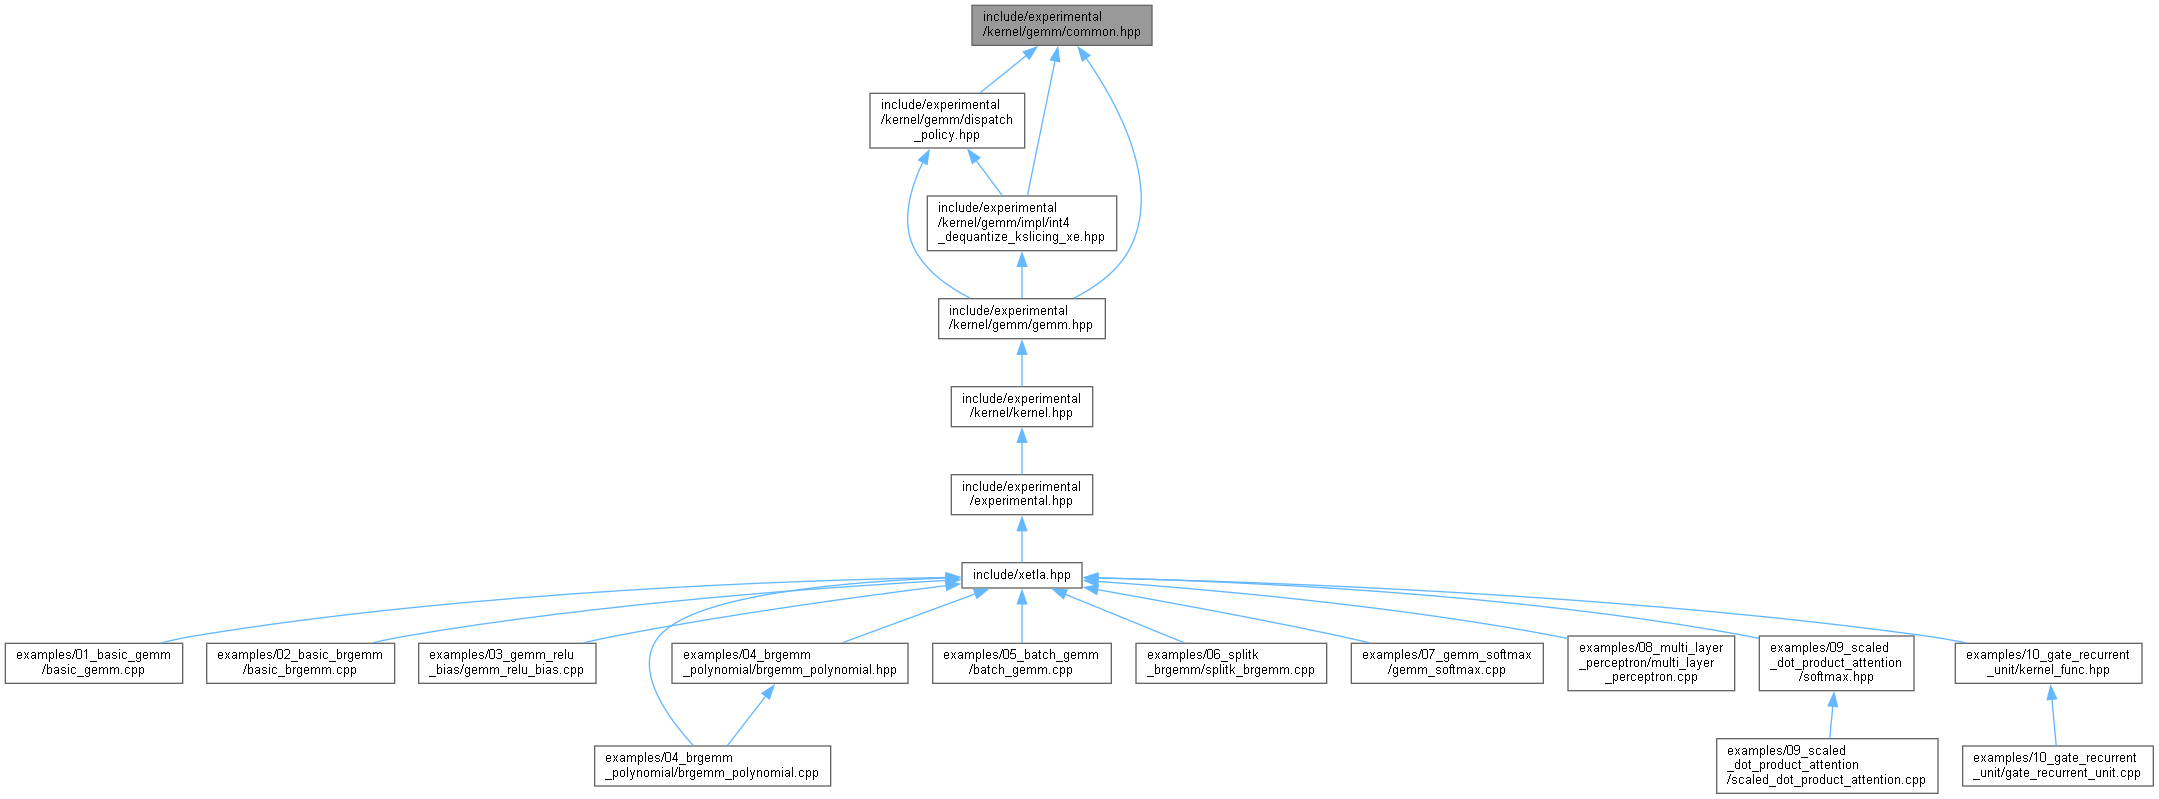 include/experimental
/kernel/gemm/common.hpp
include/experimental
/kernel/gemm/dispatch
_policy.hpp
include/experimental
/kernel/gemm/impl/int4
_dequantize_kslicing_xe.hpp
include/experimental
/kernel/gemm/gemm.hpp
include/experimental
/kernel/kernel.hpp
include/experimental
/experimental.hpp
include/xetla.hpp
examples/01_basic_gemm
/basic_gemm.cpp
examples/02_basic_brgemm
/basic_brgemm.cpp
examples/03_gemm_relu
_bias/gemm_relu_bias.cpp
examples/04_brgemm
_polynomial/brgemm_polynomial.hpp
examples/05_batch_gemm
/batch_gemm.cpp
examples/06_splitk
_brgemm/splitk_brgemm.cpp
examples/07_gemm_softmax
/gemm_softmax.cpp
examples/08_multi_layer
_perceptron/multi_layer
_perceptron.cpp
examples/09_scaled
_dot_product_attention
/softmax.hpp
examples/10_gate_recurrent
_unit/kernel_func.hpp
examples/04_brgemm
_polynomial/brgemm_polynomial.cpp
examples/09_scaled
_dot_product_attention
/scaled_dot_product_attention.cpp
examples/10_gate_recurrent
_unit/gate_recurrent_unit.cpp